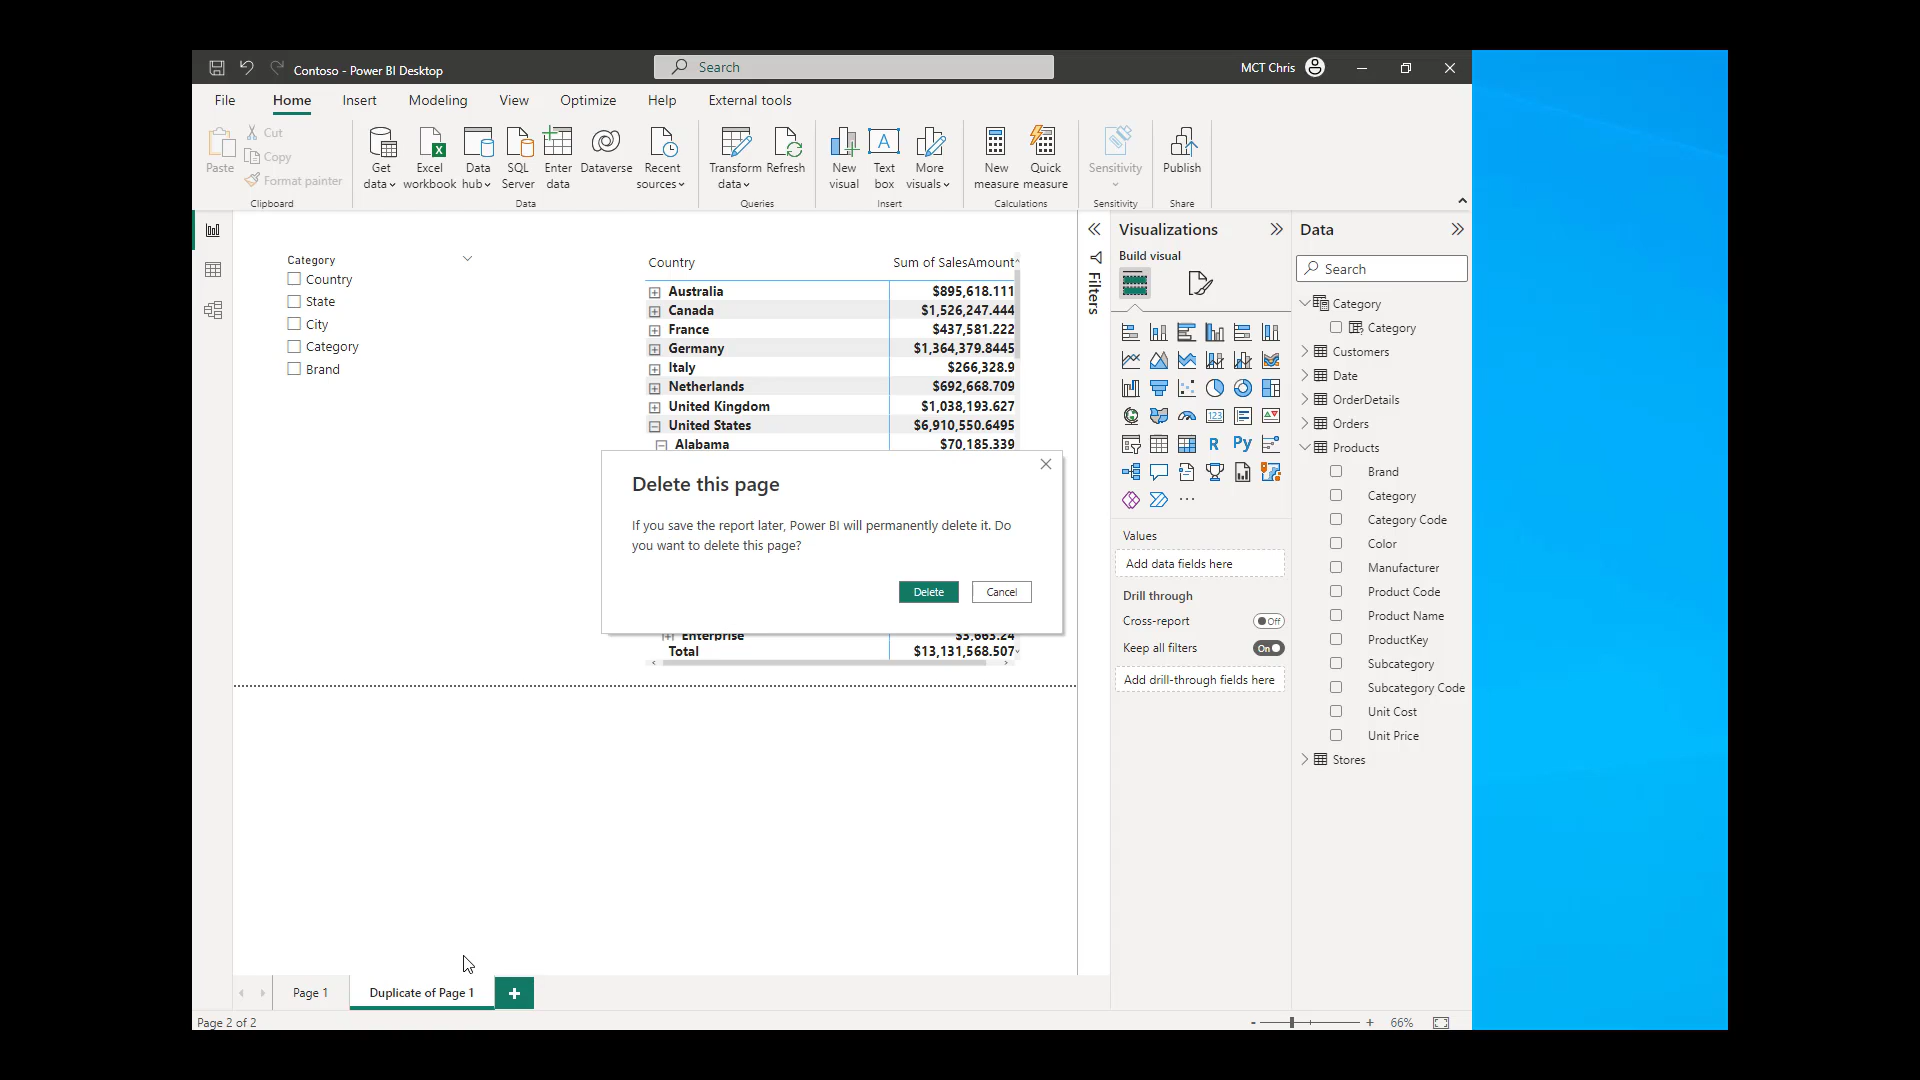 Contoso - Power BI Desktop
Search
MCT Chris
File Home Insert Modeling View Optimize Help External tools
Paste
Cut
Copy
Format painter
Clipboard
Get data
Excel workbook
Data hub
SQL Server
Enter data
Dataverse
Recent sources
Data
Transform data
Refresh
Queries
New visual
Text box
More visuals
Insert
New measure
Quick measure
Calculations
Sensitivity
Sensitivity
Publish
Share
Category
Country
State
City
Category
Brand
Country Sum of SalesAmount
Australia $895,618.111
Canada $1,526,247.444
France $437,581.222
Germany $1,364,379.8445
Italy $266,328.9
Netherlands $692,668.709
United Kingdom $1,038,193.627
United States $6,910,550.6495
Alabama $70,185.339
Delete this page
If you save the report later, Power BI will permanently delete it. Do
you want to delete this page?
Delete Cancel
Enterprise $3,663.24
Total $13,131,568.507
Filters
Visualizations
Build visual
123
R
Py
Values
Add data fields here
Drill through
Cross-report Off
Keep all filters On
Add drill-through fields here
Data
Search
Category
Category
Customers
Date
OrderDetails
Orders
Products
Brand
Category
Category Code
Color
Manufacturer
Product Code
Product Name
ProductKey
Subcategory
Subcategory Code
Unit Cost
Unit Price
Stores
Page 1
Duplicate of Page 1
Page 2 of 2
66%